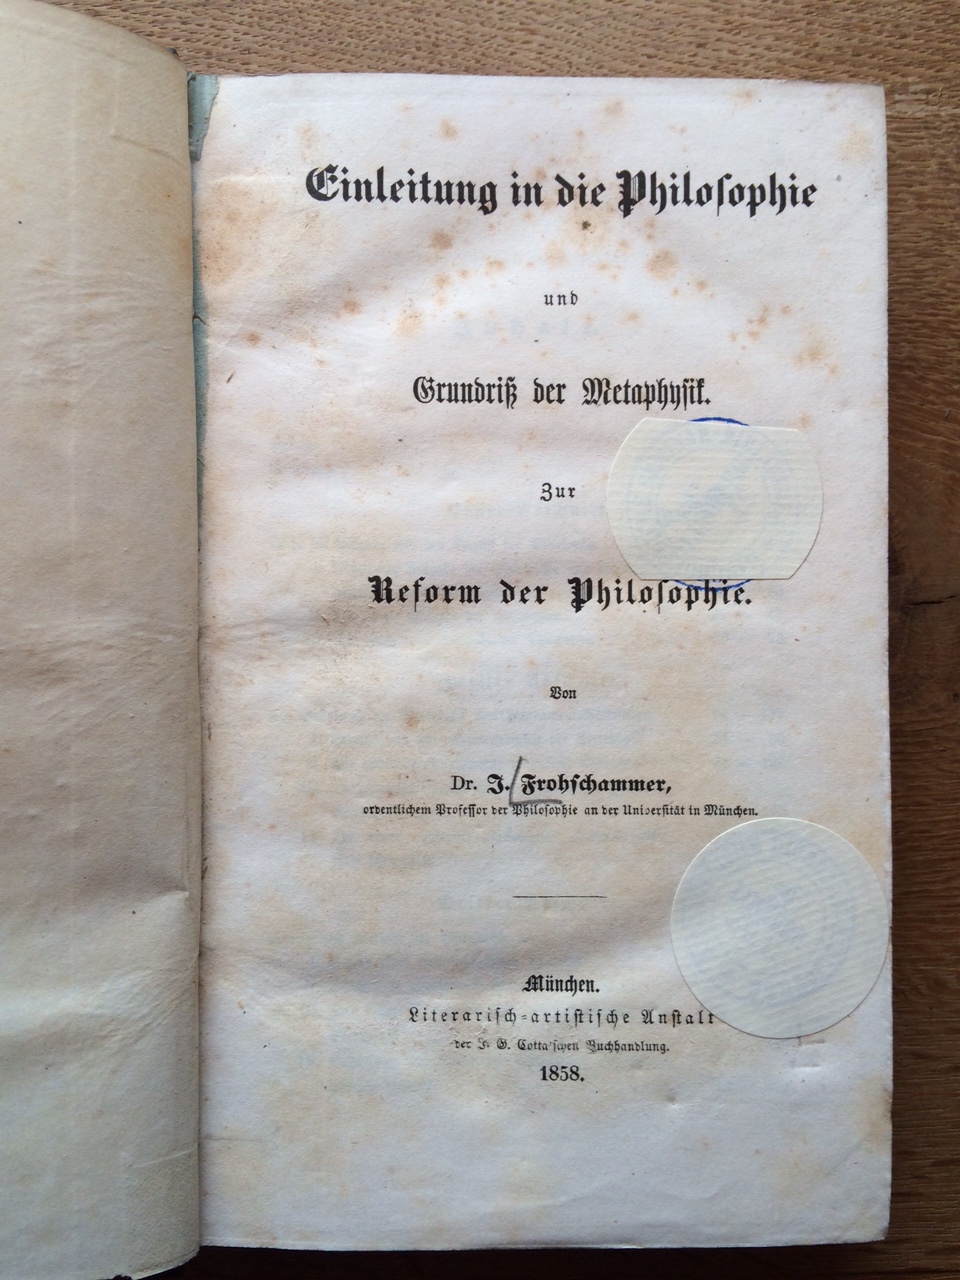 Einleitung in die Philosophie
und
Grundriß der Metaphysik.
Zur
Reform der Philosophie.
Von
Dr. J. Frohschammer,
ordentlichem Professor der Philosophie an der Universität in München.
München.
Literarisch-artistische Anstalt
der J. G. Cotta'schen Buchhandlung.
1858.